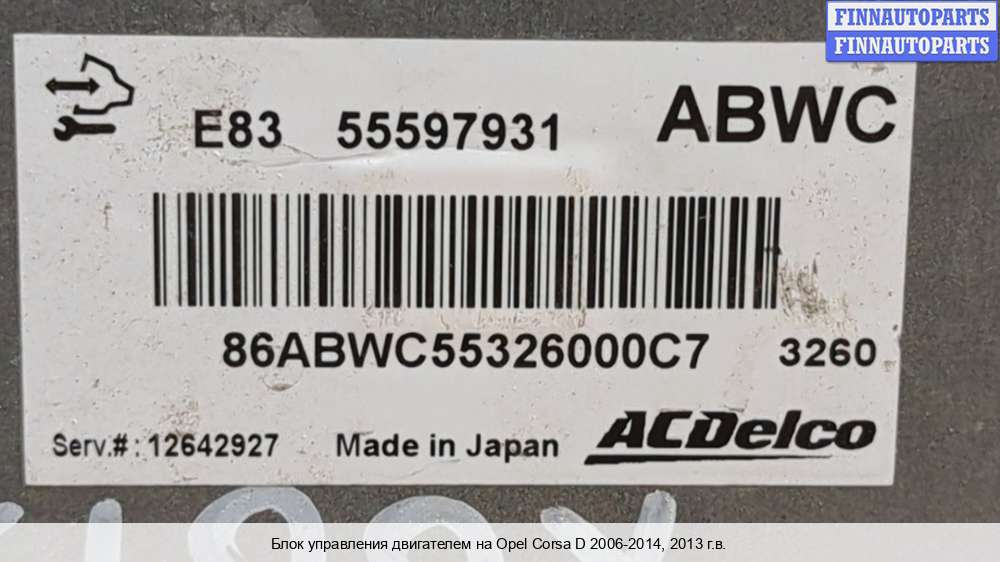 FINNAUTOPARTS
FINNAUTOPARTS
E83 55597931 ABWC
86ABWC55326000C7 3260
Serv.#: 12642927 Made in Japan ACDelco
Блок управления двигателем на Opel Corsa D 2006-2014, 2013 г.в.